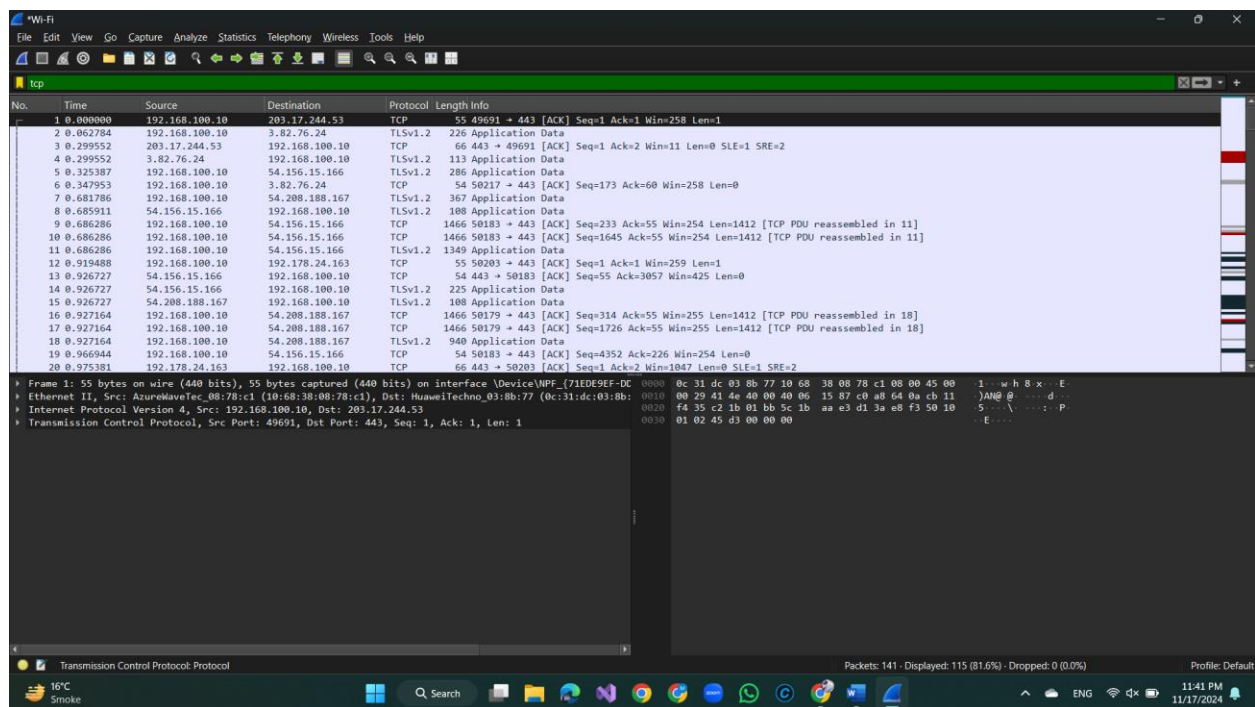 *Wi-Fi
File Edit View Go Capture Analyze Statistics Telephony Wireless Tools Help
tcp
No. Time Source Destination Protocol Length Info
1 0.000000 192.168.100.10 203.17.244.53 TCP 55 49691 → 443 [ACK] Seq=1 Ack=1 Win=258 Len=1
2 0.062784 192.168.100.10 3.82.76.24 TLSv1.2 226 Application Data
3 0.299552 203.17.244.53 192.168.100.10 TCP 66 443 → 49691 [ACK] Seq=1 Ack=2 Win=11 Len=0 SLE=1 SRE=2
4 0.299552 3.82.76.24 192.168.100.10 TLSv1.2 113 Application Data
5 0.325387 192.168.100.10 54.156.15.166 TLSv1.2 286 Application Data
6 0.347953 192.168.100.10 3.82.76.24 TCP 54 50217 → 443 [ACK] Seq=173 Ack=60 Win=258 Len=0
7 0.681786 192.168.100.10 54.208.188.167 TLSv1.2 367 Application Data
8 0.685911 54.156.15.166 192.168.100.10 TLSv1.2 108 Application Data
9 0.686286 192.168.100.10 54.156.15.166 TCP 1466 50183 → 443 [ACK] Seq=233 Ack=55 Win=254 Len=1412 [TCP PDU reassembled in 11]
10 0.686286 192.168.100.10 54.156.15.166 TCP 1466 50183 → 443 [ACK] Seq=1645 Ack=55 Win=254 Len=1412 [TCP PDU reassembled in 11]
11 0.686286 192.168.100.10 54.156.15.166 TLSv1.2 1349 Application Data
12 0.919488 192.168.100.10 192.178.24.163 TCP 55 50203 → 443 [ACK] Seq=1 Ack=1 Win=259 Len=1
13 0.926727 54.156.15.166 192.168.100.10 TCP 54 443 → 50183 [ACK] Seq=55 Ack=3057 Win=425 Len=0
14 0.926727 54.156.15.166 192.168.100.10 TLSv1.2 225 Application Data
15 0.926727 54.208.188.167 192.168.100.10 TLSv1.2 108 Application Data
16 0.927164 192.168.100.10 54.208.188.167 TCP 1466 50179 → 443 [ACK] Seq=314 Ack=55 Win=255 Len=1412 [TCP PDU reassembled in 18]
17 0.927164 192.168.100.10 54.208.188.167 TCP 1466 50179 → 443 [ACK] Seq=1726 Ack=55 Win=255 Len=1412 [TCP PDU reassembled in 18]
18 0.927164 192.168.100.10 54.208.188.167 TLSv1.2 940 Application Data
19 0.966944 192.168.100.10 54.156.15.166 TCP 54 50183 → 443 [ACK] Seq=4352 Ack=226 Win=254 Len=0
20 0.975381 192.178.24.163 192.168.100.10 TCP 66 443 → 50203 [ACK] Seq=1 Ack=2 Win=1047 Len=0 SLE=1 SRE=2
Frame 1: 55 bytes on wire (440 bits), 55 bytes captured (440 bits) on interface \Device\NPF_{71EDE9EF-DC
Ethernet II, Src: AzureWaveTec_08:78:c1 (10:68:38:08:78:c1), Dst: HuaweiTechno_03:8b:77 (0c:31:dc:03:8b:
Internet Protocol Version 4, Src: 192.168.100.10, Dst: 203.17.244.53
Transmission Control Protocol, Src Port: 49691, Dst Port: 443, Seq: 1, Ack: 1, Len: 1
0000 0c 31 dc 03 8b 77 10 68 38 08 78 c1 08 00 45 00 ·1···w·h 8·x···E·
0010 00 29 41 4e 40 00 40 06 15 87 c0 a8 64 0a cb 11 ·)AN@·@· ····d···
0020 f4 35 c2 1b 01 bb 5c 1b aa e3 d1 3a e8 f3 50 10 ·5····\· ···:··P·
0030 01 02 45 d3 00 00 00 ··E····
Transmission Control Protocol: Protocol
Packets: 141 · Displayed: 115 (81.6%) · Dropped: 0 (0.0%)
Profile: Default
16°C
Smoke
Search
zoom
ENG
11:41 PM
11/17/2024